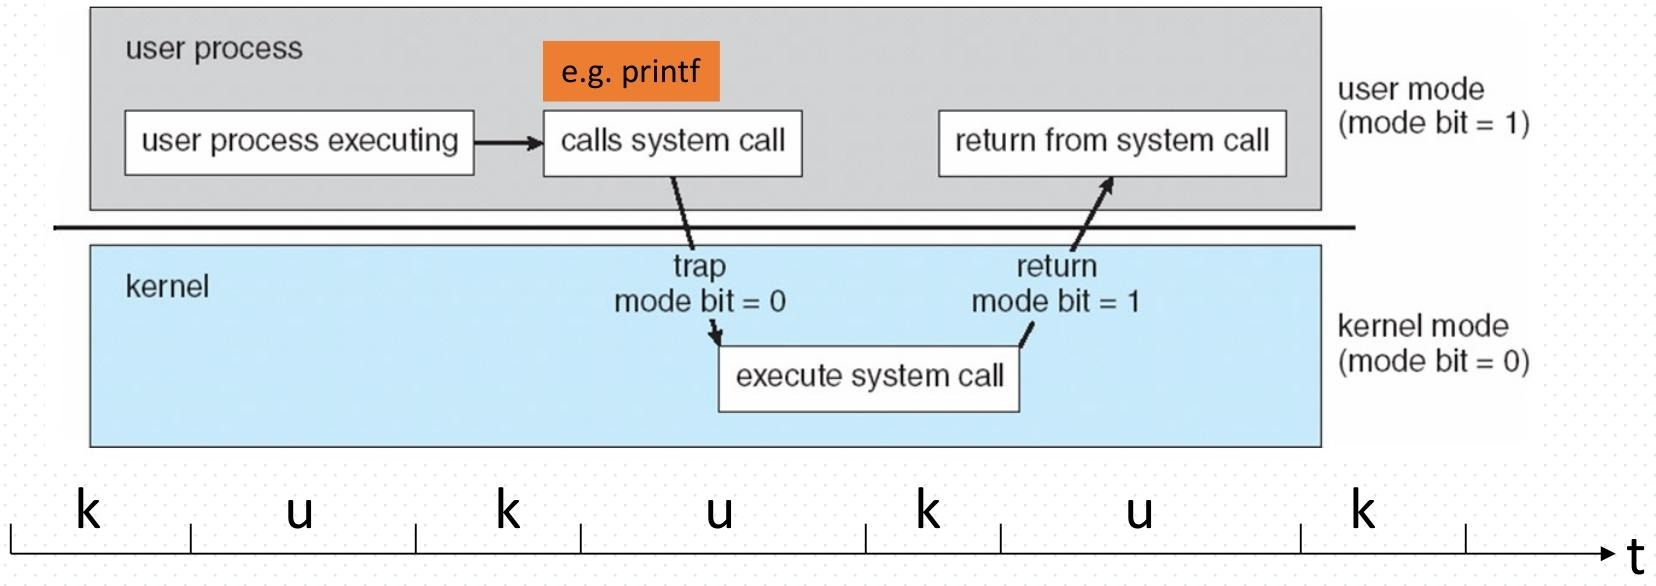 user process
e.g. printf
user process executing
calls system call
return from system call
user mode
(mode bit = 1)
kernel
trap
mode bit = 0
return
mode bit = 1
execute system call
kernel mode
(mode bit = 0)
k u k u k u k
t